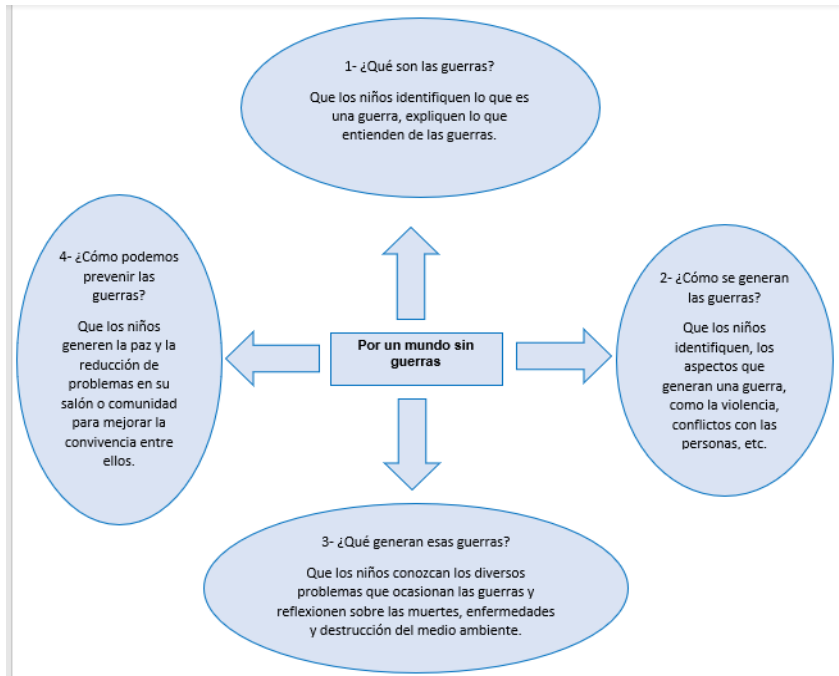 1- ¿Qué son las guerras?
Que los niños identifiquen lo que es
una guerra, expliquen lo que
entienden de las guerras.
4- ¿Cómo podemos
prevenir las
guerras?
Que los niños
generen la paz y la
reducción de
problemas en su
salón o comunidad
para mejorar la
convivencia entre
ellos.
Por un mundo sin
guerras
2- ¿Cómo se generan
las guerras?
Que los niños
identifiquen, los
aspectos que
generan una guerra,
como la violencia,
conflictos con las
personas, etc.
3- ¿Qué generan esas guerras?
Que los niños conozcan los diversos
problemas que ocasionan las guerras y
reflexionen sobre las muertes, enfermedades
y destrucción del medio ambiente.